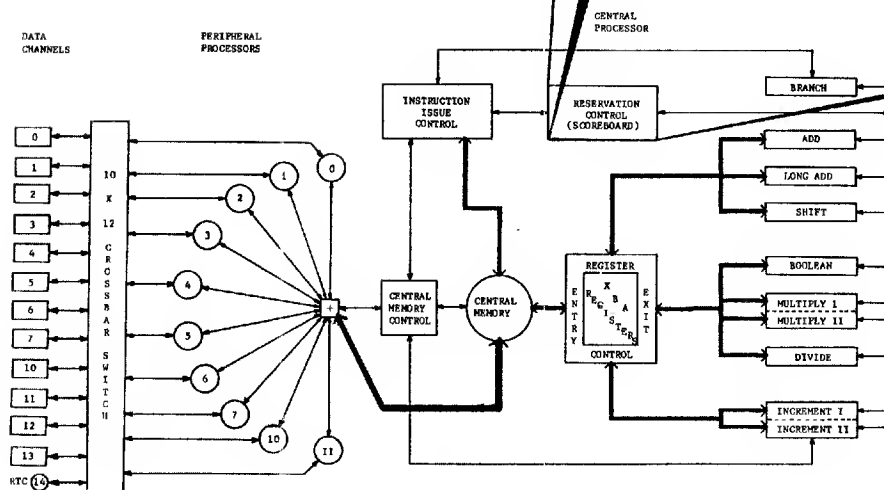 DATA
CHANNELS
PERIPHERAL
PROCESSORS
CENTRAL
PROCESSOR
INSTRUCTION
ISSUE
CONTROL
RESERVATION
CONTROL
(SCOREBOARD)
BRANCH
ADD
LONG ADD
SHIFT
BOOLEAN
MULTIPLY I
MULTIPLY II
DIVIDE
INCREMENT I
INCREMENT II
0
1
2
3
4
5
6
7
10
11
12
13
RTC 14
10
X
12
CROSSBAR
SWITCH
0
1
2
3
4
5
6
7
10
11
+
CENTRAL
MEMORY
CONTROL
CENTRAL
MEMORY
REGISTER
ENTRY
X
B
A
REGISTERS
EXIT
CONTROL